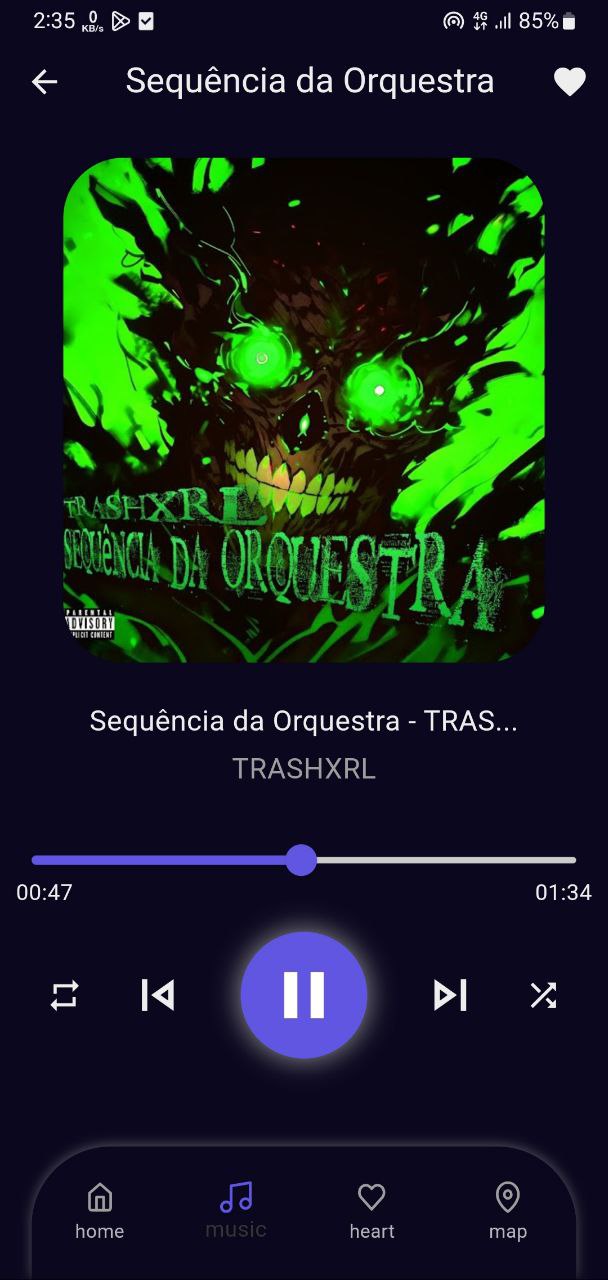 2:35 0 KB/s 4G 85%
Sequência da Orquestra
TRASHXRL
SEQUêNCIA DA ORQUESTRA
PARENTAL
ADVISORY
EXPLICIT CONTENT
Sequência da Orquestra - TRAS...
TRASHXRL
00:47 01:34
home music heart map